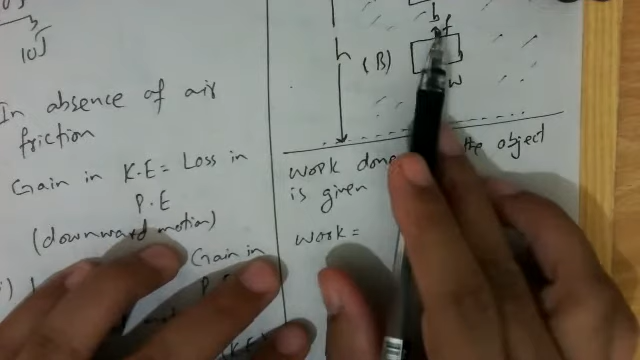 10J
In absence of air
friction
Gain in K.E = Loss in
P.E
(downward motion)
Gain in
h
(B)
b
f
w
work done the object
is given
work =